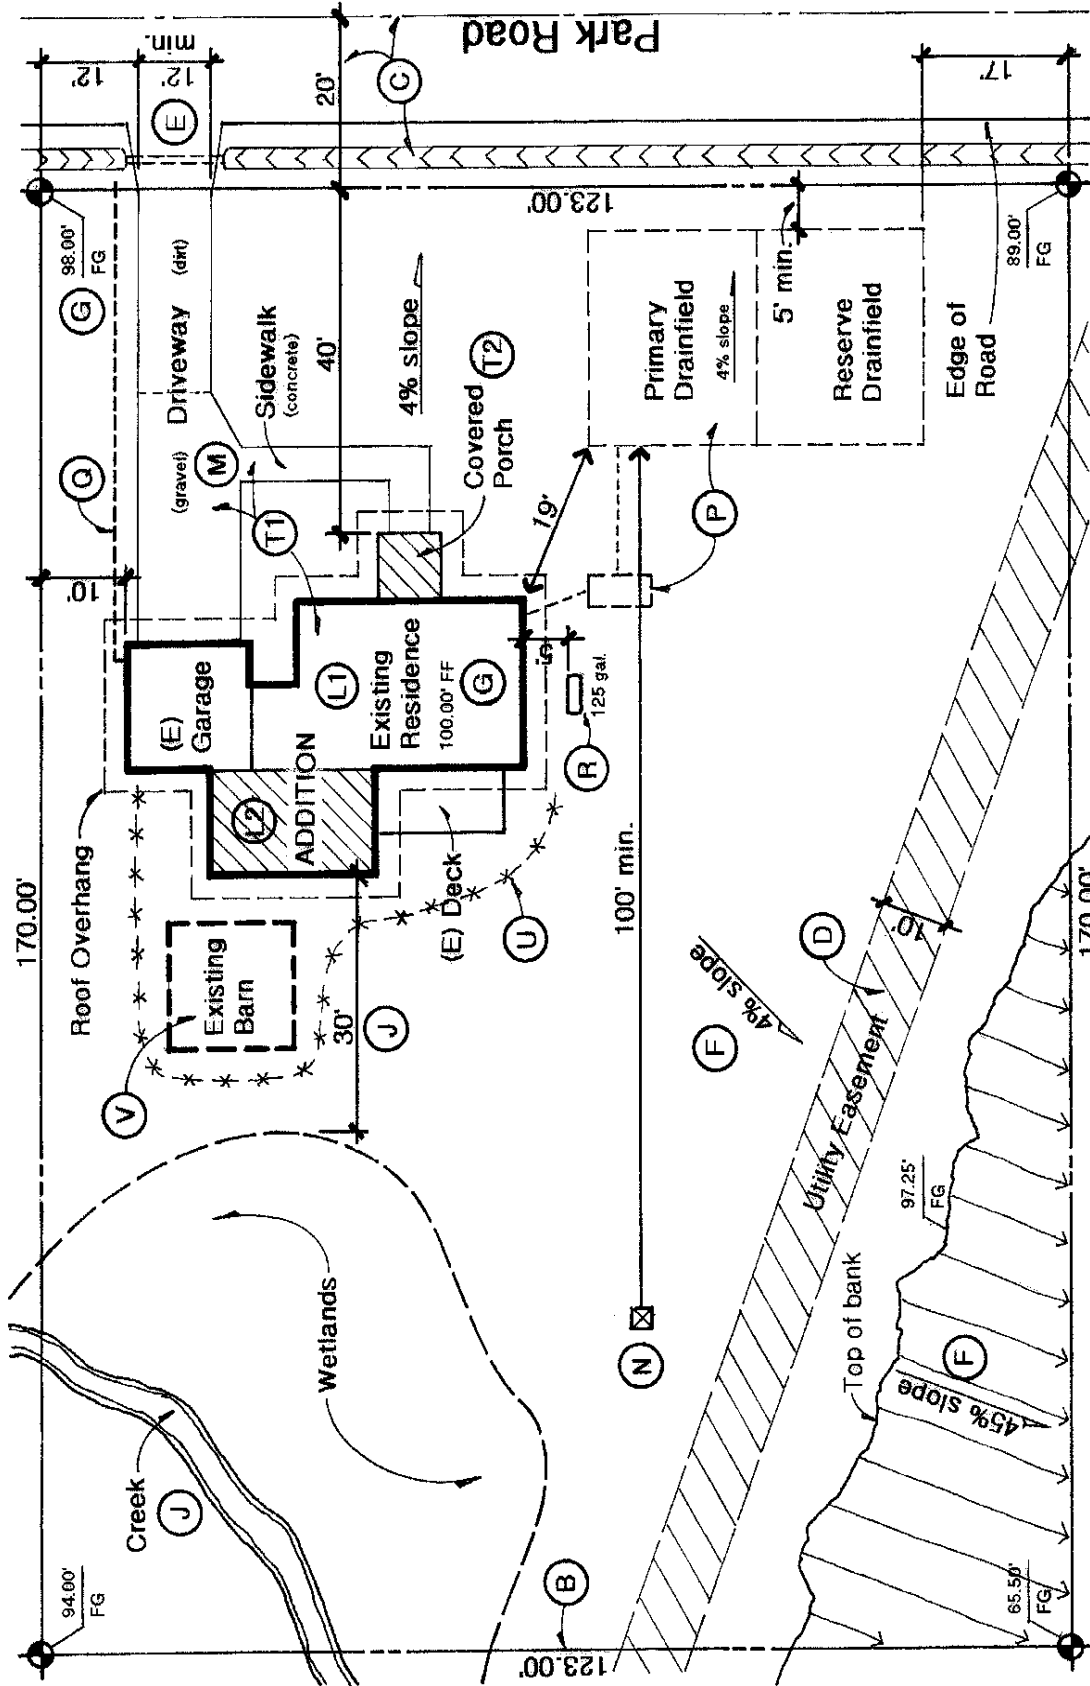 170.00'
Roof Overhang
Q
10'
98.00'
FG
G
12'
12'
min.
E
Driveway
(dirt)
(gravel)
M
Sidewalk
(concrete)
T1
40'
20'
C
Park Road
4% slope
Covered
Porch
T2
(E)
Garage
L1
Existing
Residence
100.00' FF
G
L2
ADDITION
(E) Deck
U
Existing
Barn
V
30'
J
5'
125 gal.
R
19'
P
Primary
Drainfield
4% slope
Reserve
Drainfield
5' min.
123.00'
Edge of
Road
17'
89.00'
FG
100' min.
N
Wetlands
Creek
J
94.00'
FG
B
123.00'
F
4% slope
D
10'
Utility Easement
97.25'
FG
Top of bank
F
45% slope
65.50'
FG
170.00'